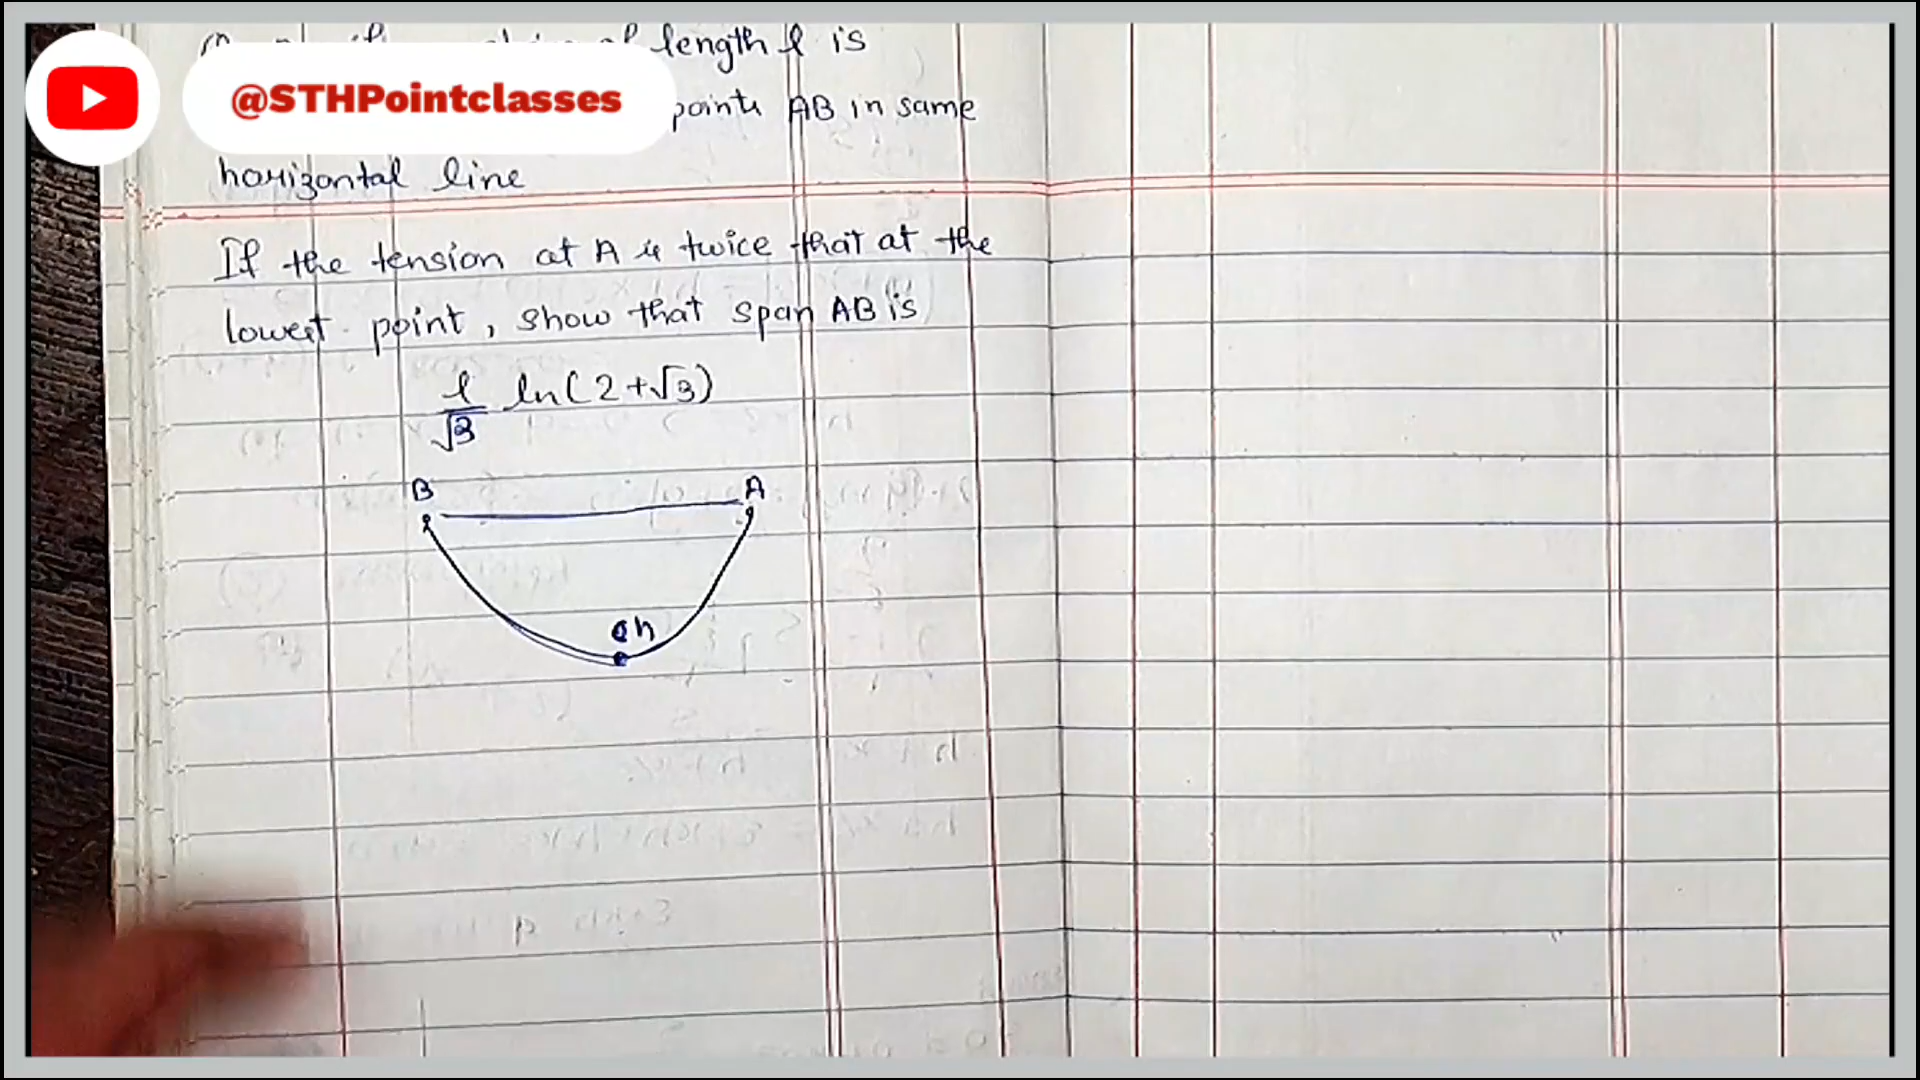 length l is
@STHPointclasses
points AB in same
horizontal line
If the tension at A is twice that at the
lowest point, show that span AB is
l/√3 ln(2+√3)
B A